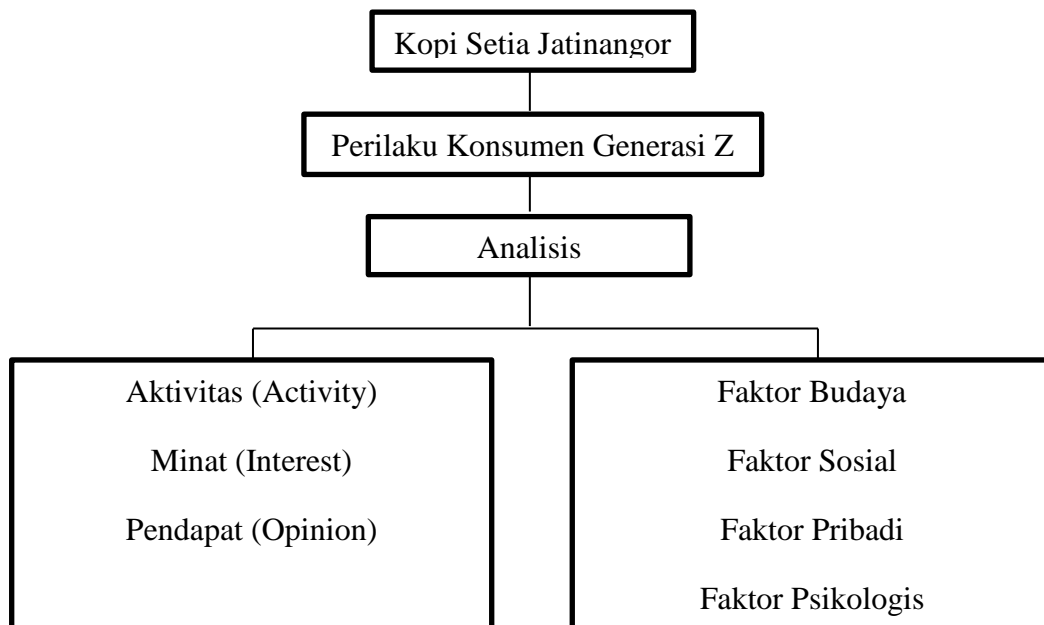 Kopi Setia Jatinangor
Perilaku Konsumen Generasi Z
Analisis
Aktivitas (Activity)
Minat (Interest)
Pendapat (Opinion)
Faktor Budaya
Faktor Sosial
Faktor Pribadi
Faktor Psikologis